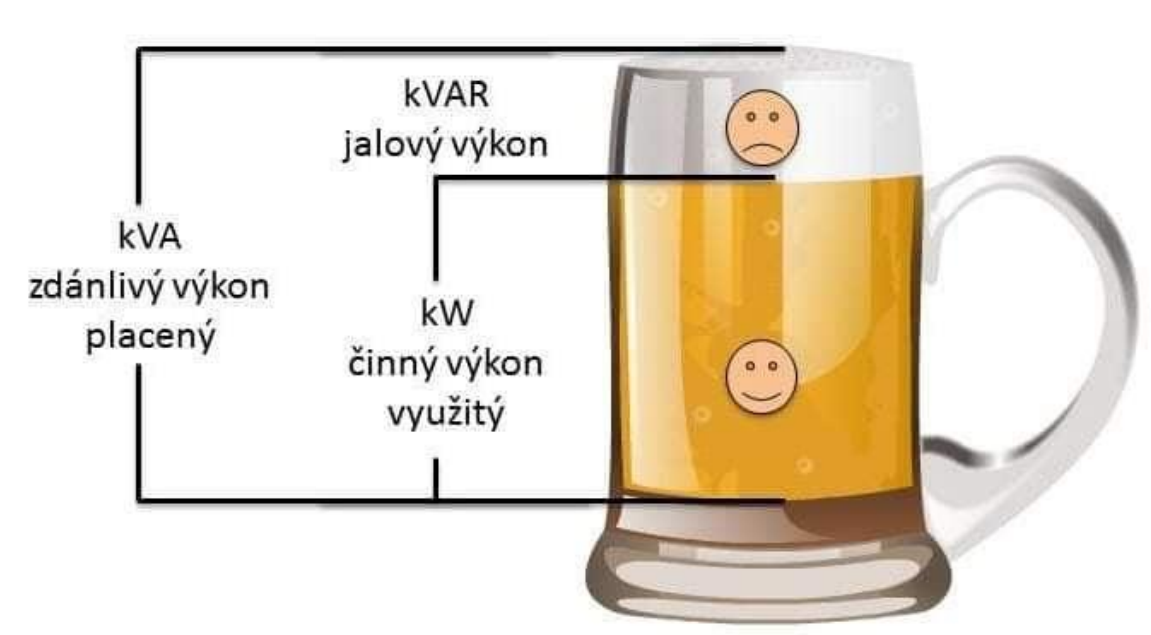 kVAR
jalový výkon
kVA
zdánlivý výkon
placený
kW
činný výkon
využitý